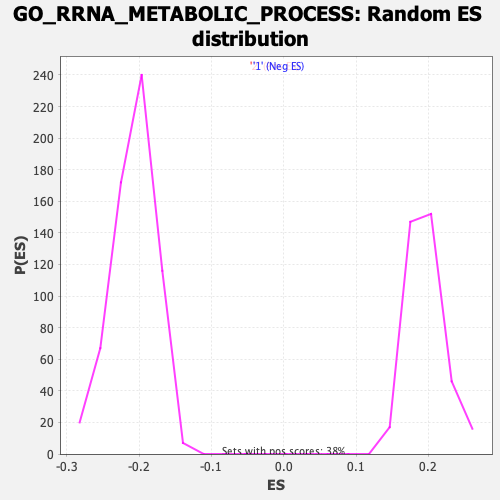 GO_RRNA_METABOLIC_PROCESS: Random ES
distribution
'1' (Neg ES)
240
220
200
180
160
140
120
100
80
60
40
20
0
P(ES)
Sets with pos scores: 38%
-0.3 -0.2 -0.1 0.0 0.1 0.2
ES